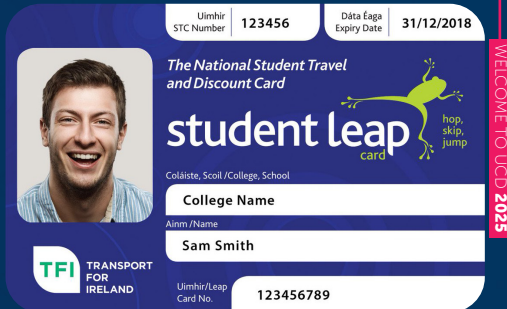 Uimhir
STC Number
123456
Dáta Éaga
Expiry Date
31/12/2018
The National Student Travel
and Discount Card
student leap
card
hop,
skip,
jump
Coláiste, Scoil /College, School
College Name
Ainm /Name
Sam Smith
TFI
TRANSPORT
FOR
IRELAND
Uimhir/Leap
Card No.
123456789
WELCOME TO UCD 2025